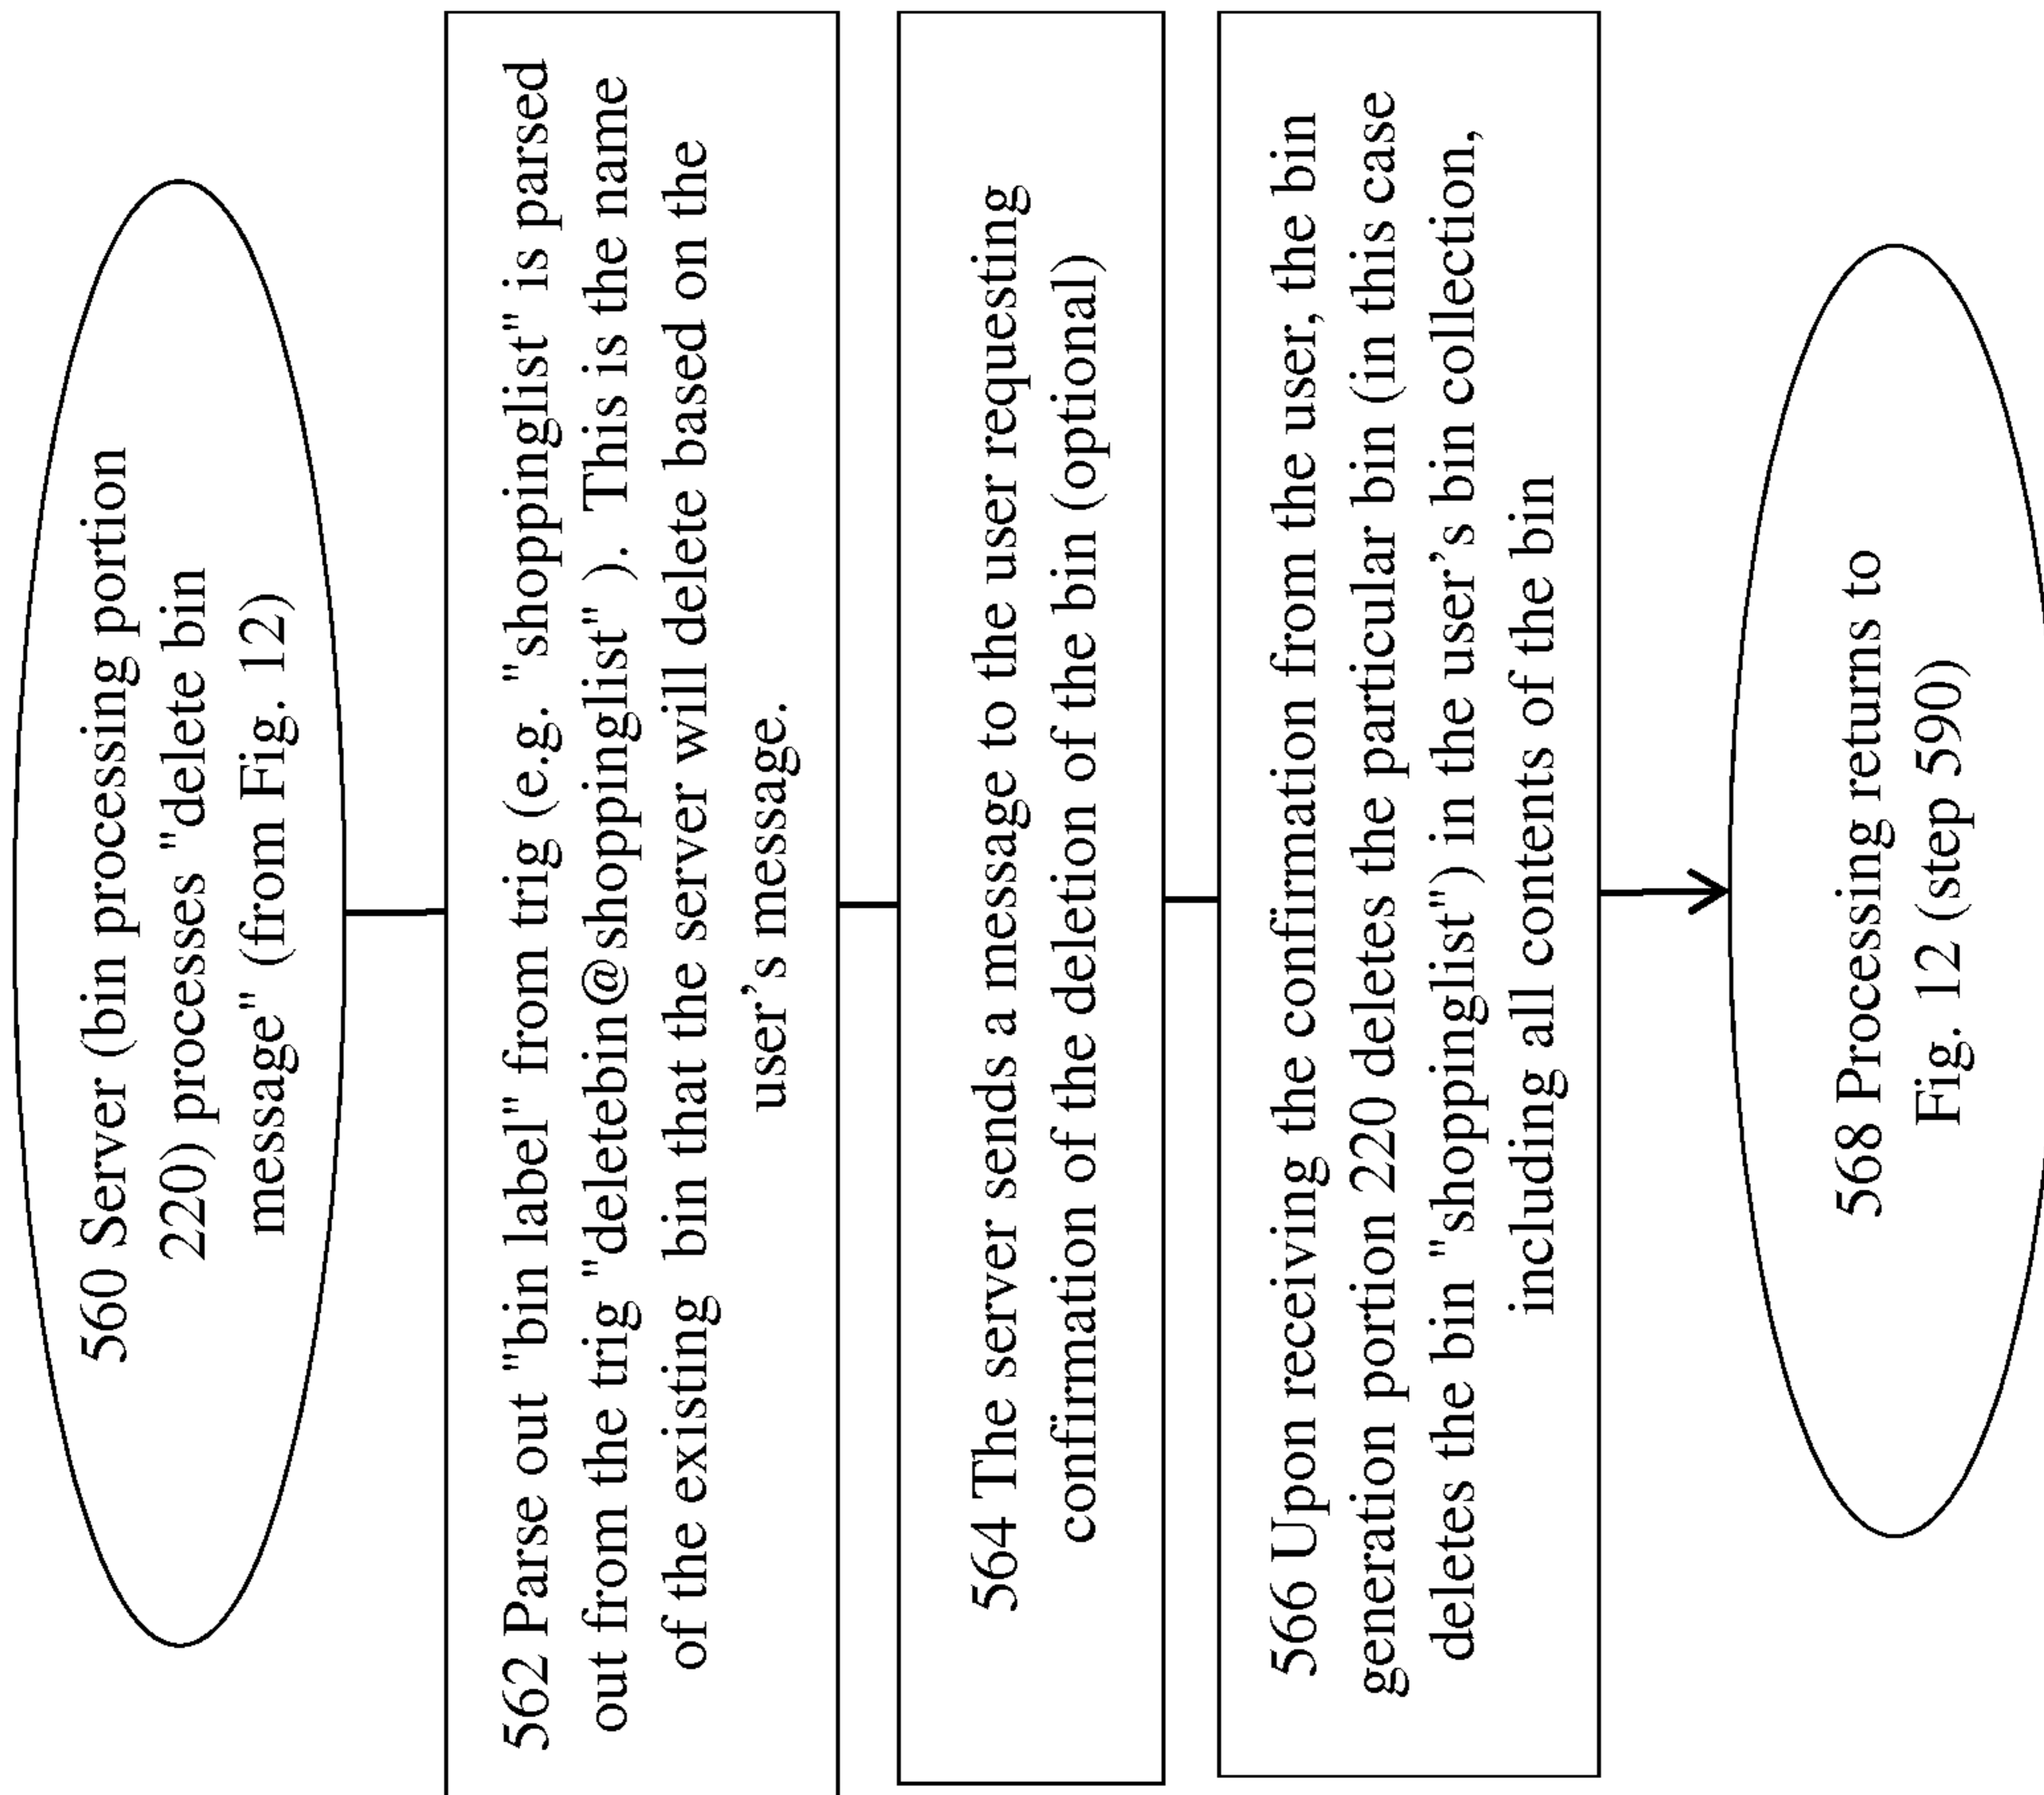 560 Server (bin processing portion
220) processes "delete bin
message" (from Fig. 12)
562 Parse out "bin label" from trig (e.g. "shoppinglist" is parsed
out from the trig "deletebin@shoppinglist" ). This is the name
of the existing bin that the server will delete based on the
user's message.
564 The server sends a message to the user requesting
confirmation of the deletion of the bin (optional)
566 Upon receiving the confirmation from the user, the bin
generation portion 220 deletes the particular bin (in this case
deletes the bin "shoppinglist") in the user's bin collection,
including all contents of the bin
568 Processing returns to
Fig. 12 (step 590)